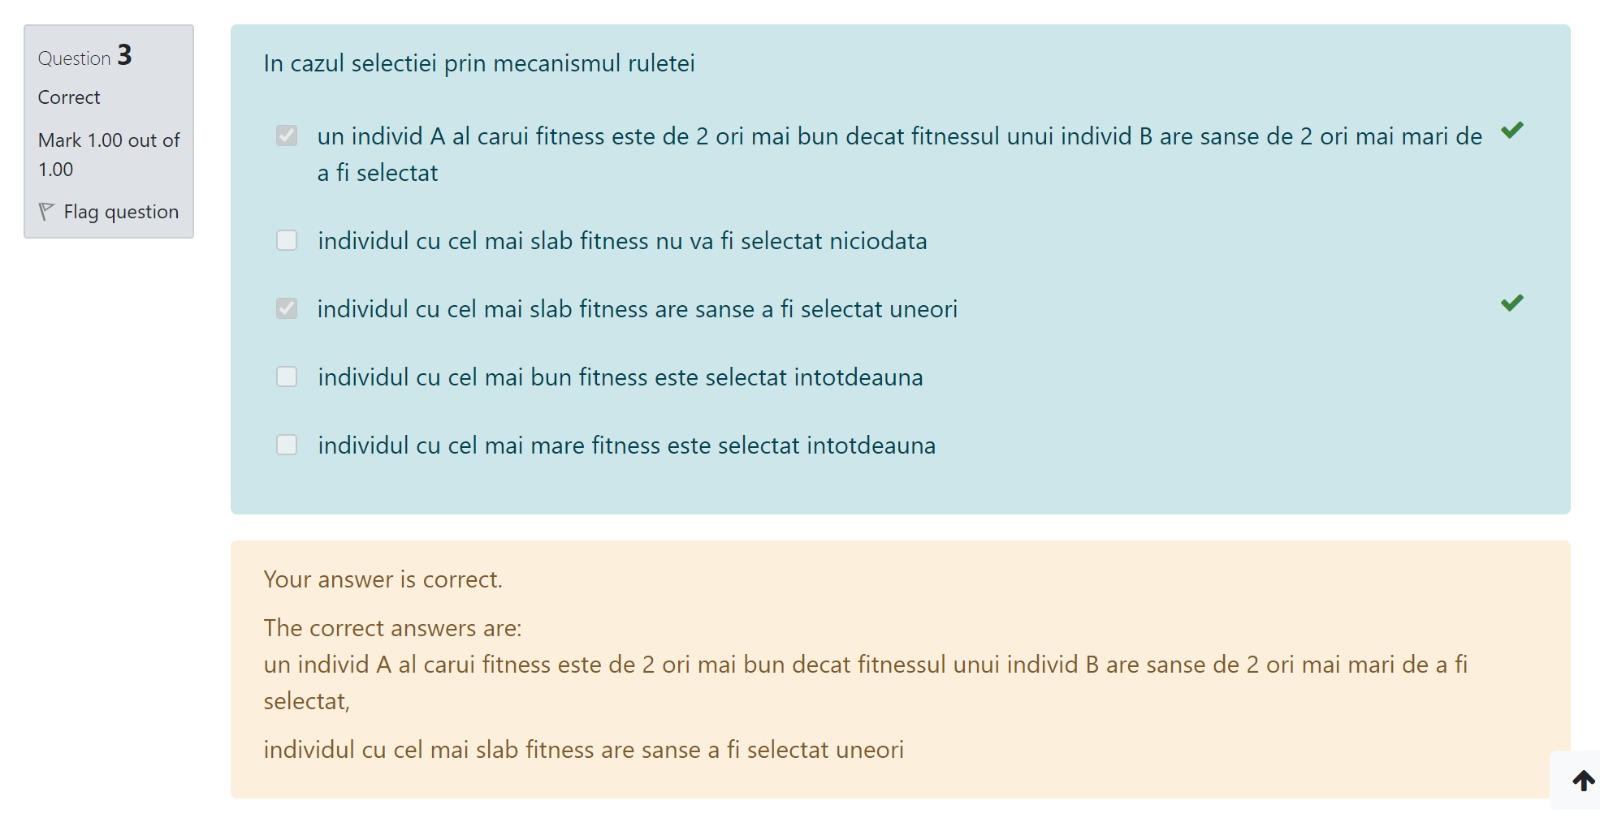 Question 3
Correct
Mark 1.00 out of
1.00
Flag question
In cazul selectiei prin mecanismul ruletei
un individ A al carui fitness este de 2 ori mai bun decat fitnessul unui individ B are sanse de 2 ori mai mari de
a fi selectat
individul cu cel mai slab fitness nu va fi selectat niciodata
individul cu cel mai slab fitness are sanse a fi selectat uneori
individul cu cel mai bun fitness este selectat intotdeauna
individul cu cel mai mare fitness este selectat intotdeauna
Your answer is correct.
The correct answers are:
un individ A al carui fitness este de 2 ori mai bun decat fitnessul unui individ B are sanse de 2 ori mai mari de a fi
selectat,
individul cu cel mai slab fitness are sanse a fi selectat uneori